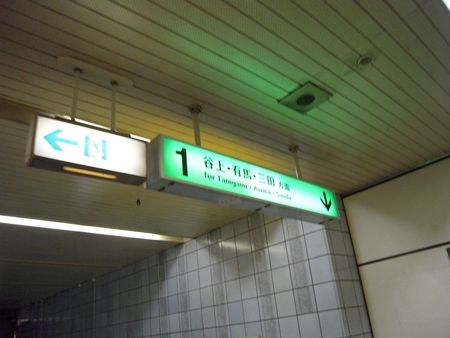 ←
1 谷上・有馬・三田 方面 ↓
for Tanigami・Arima・Sanda